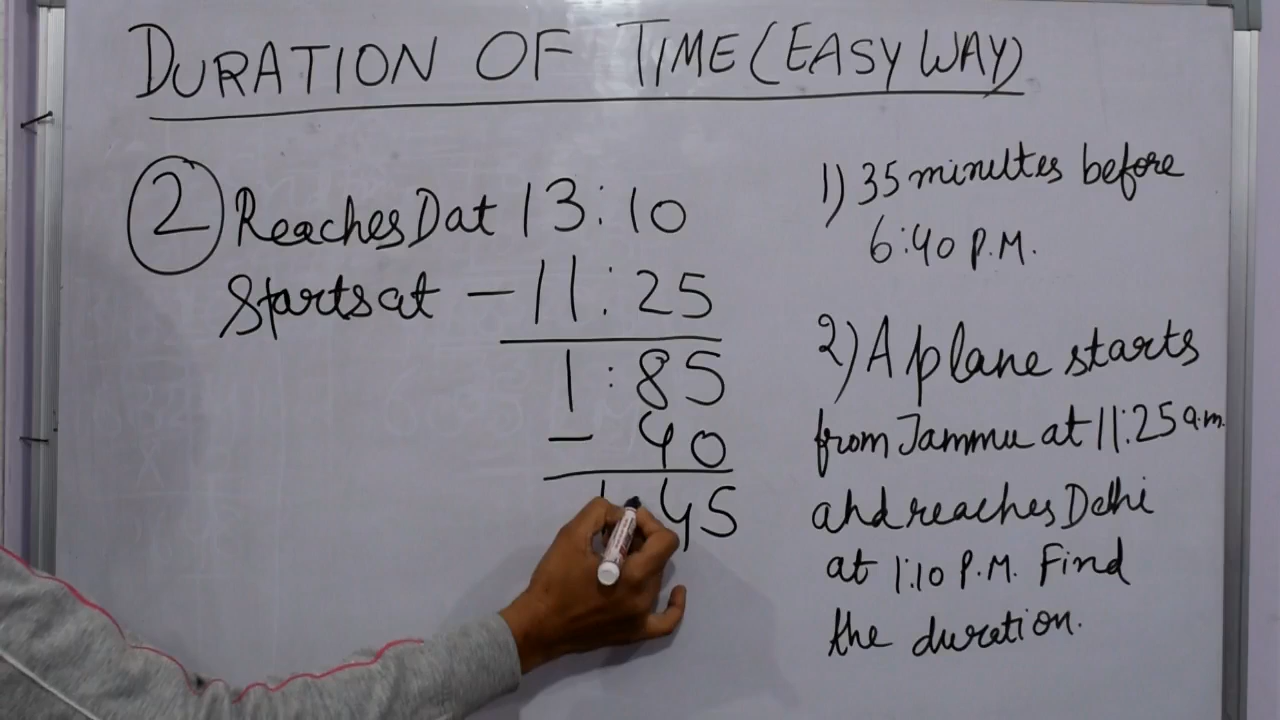 DURATION OF TIME (EASY WAY)
2 Reaches D at 13:10
Starts at - 11:25
1:85
- 40
1:45
1) 35 minutes before
6:40 P.M.
2) A plane starts
from Jammu at 11:25 a.m.
and reaches Delhi
at 1:10 P.M. Find
the duration.